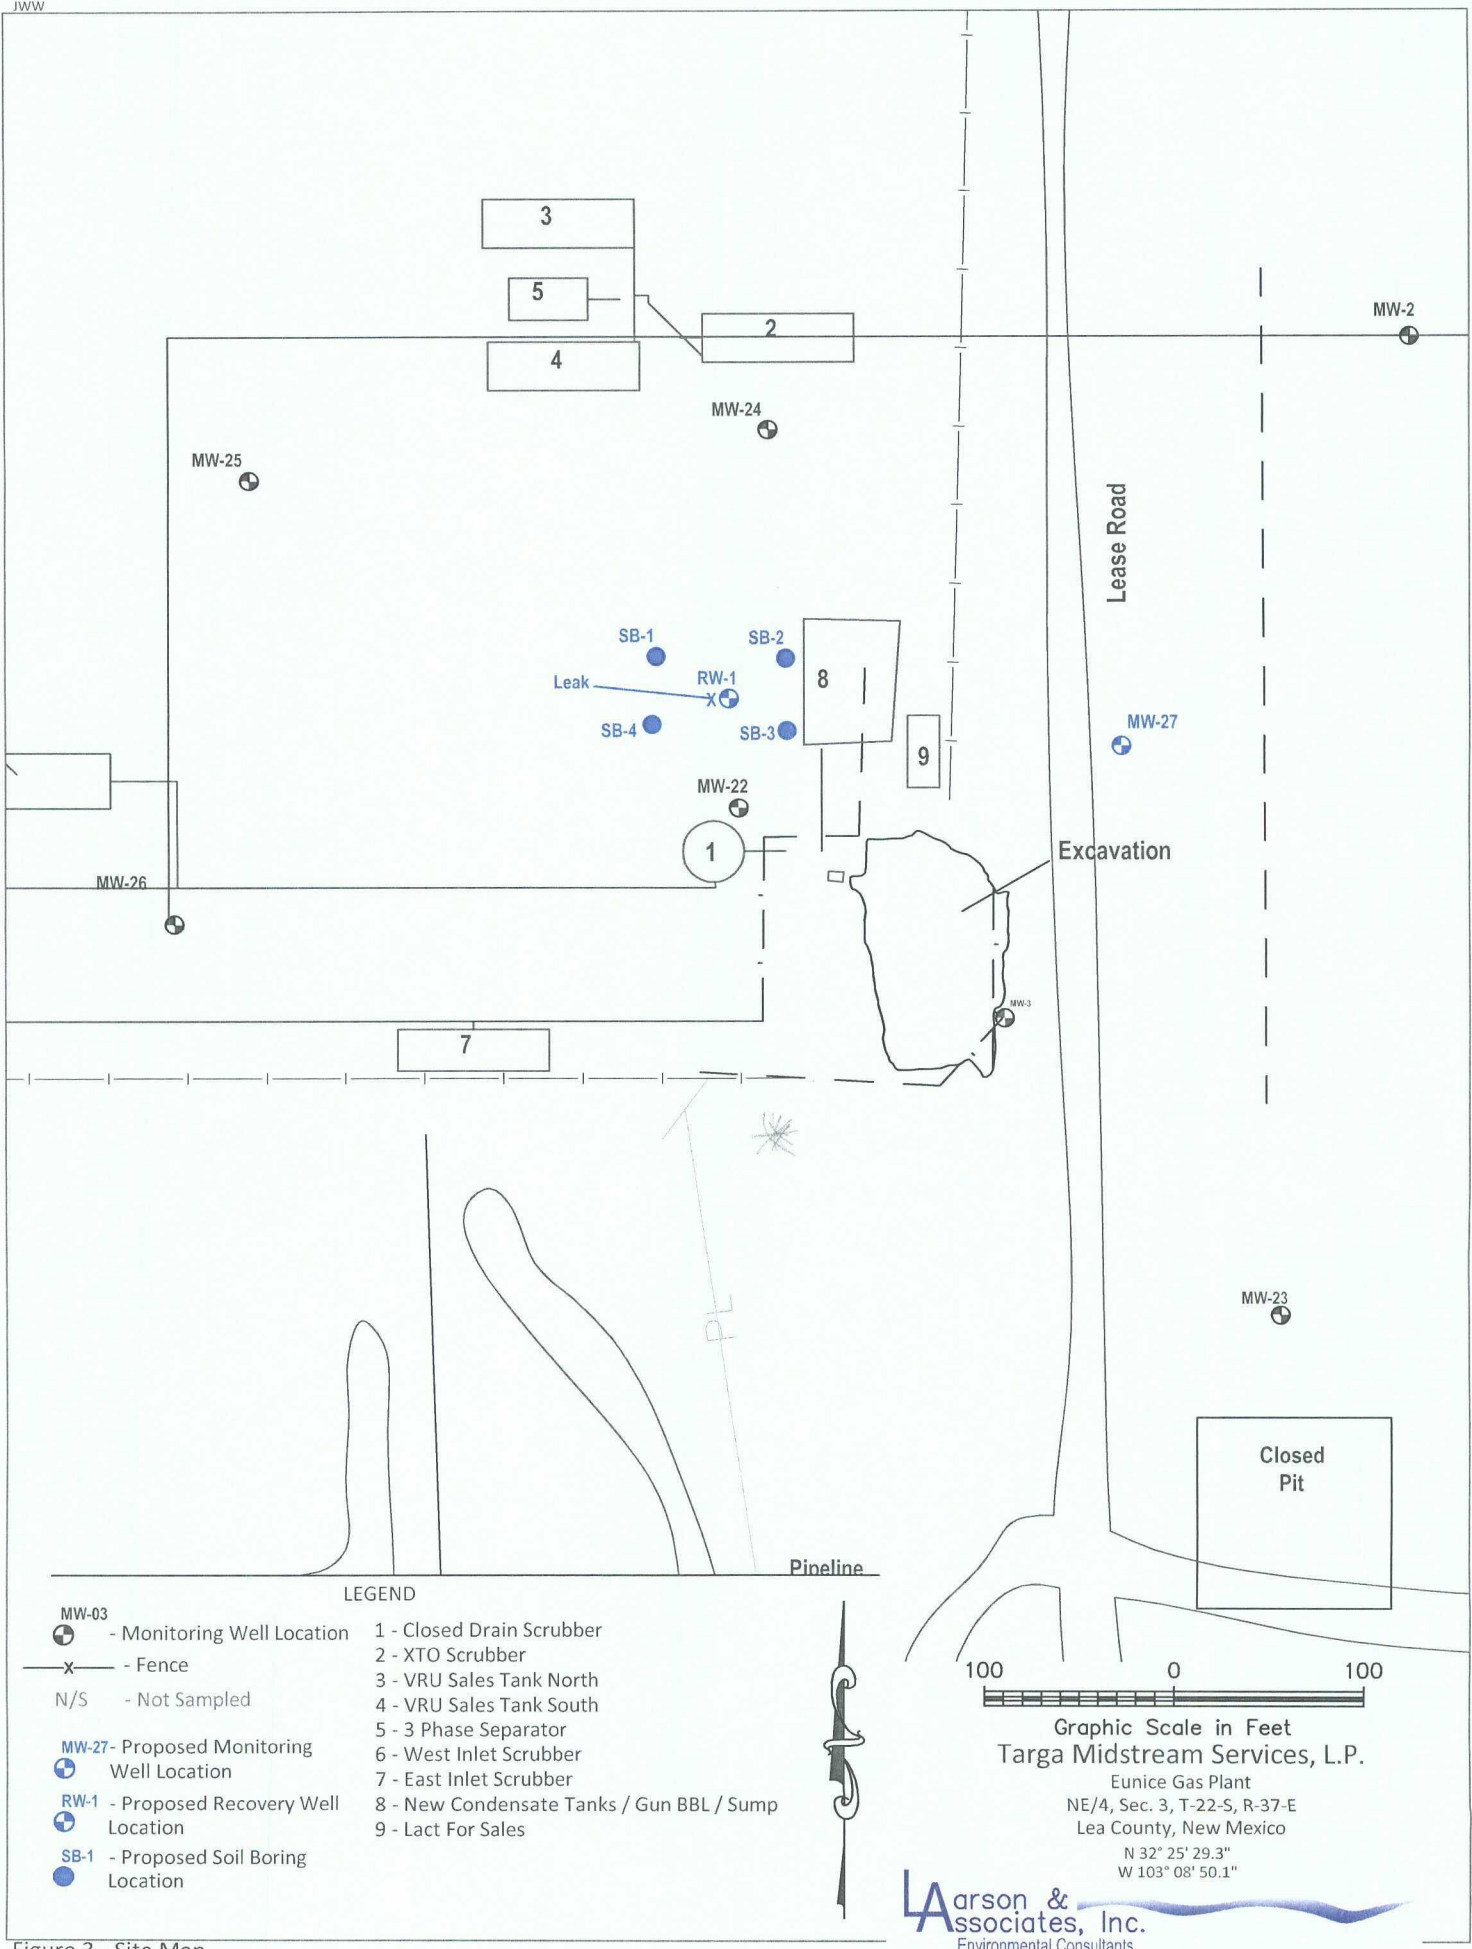 JWW
3
5
2
4
MW-2
MW-24
MW-25
Lease Road
SB-1
SB-2
Leak
RW-1
8
SB-4
SB-3
MW-27
9
MW-22
1
Excavation
MW-26
MW-3
7
PL
MW-23
Closed
Pit
Pipeline
LEGEND
MW-03
- Monitoring Well Location
x - Fence
N/S - Not Sampled
MW-27 - Proposed Monitoring
Well Location
RW-1 - Proposed Recovery Well
Location
SB-1 - Proposed Soil Boring
Location
1 - Closed Drain Scrubber
2 - XTO Scrubber
3 - VRU Sales Tank North
4 - VRU Sales Tank South
5 - 3 Phase Separator
6 - West Inlet Scrubber
7 - East Inlet Scrubber
8 - New Condensate Tanks / Gun BBL / Sump
9 - Lact For Sales
100 0 100
Graphic Scale in Feet
Targa Midstream Services, L.P.
Eunice Gas Plant
NE/4, Sec. 3, T-22-S, R-37-E
Lea County, New Mexico
N 32° 25' 29.3"
W 103° 08' 50.1"
Larson &
Associates, Inc.
Environmental Consultants
Site Map